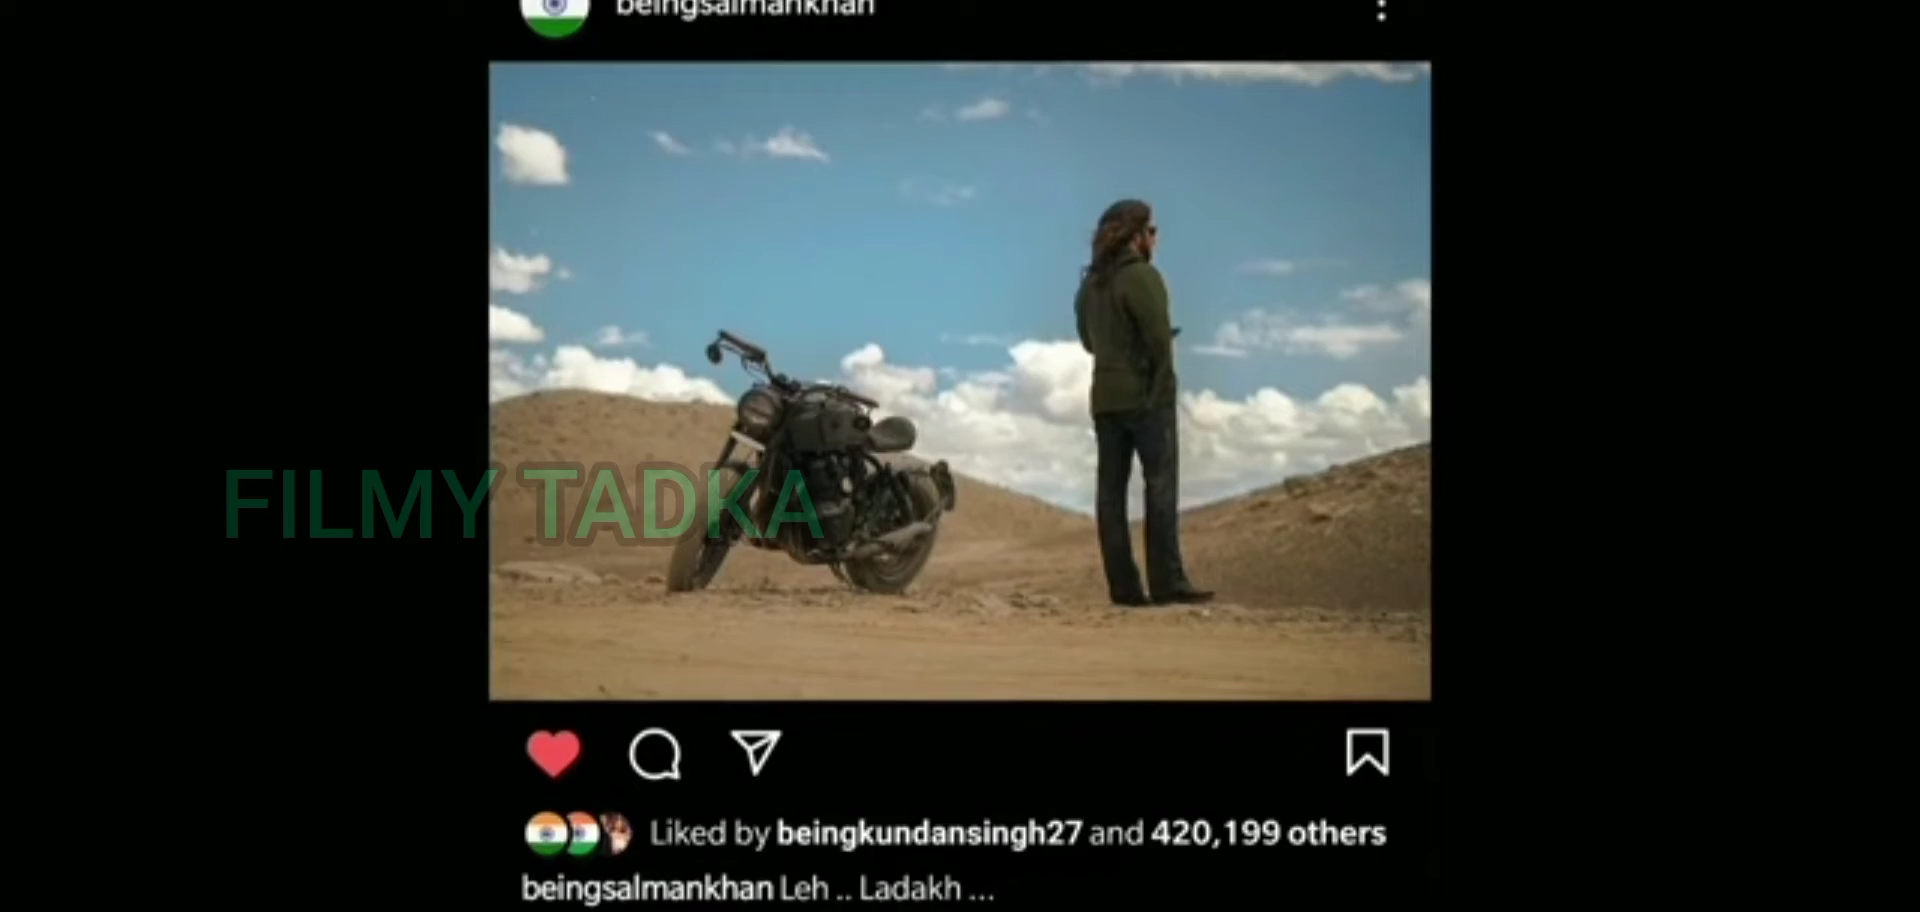 beingsalmankhan
FILMY TADKA
Liked by beingkundansingh27 and 420,199 others
beingsalmankhan Leh .. Ladakh ...